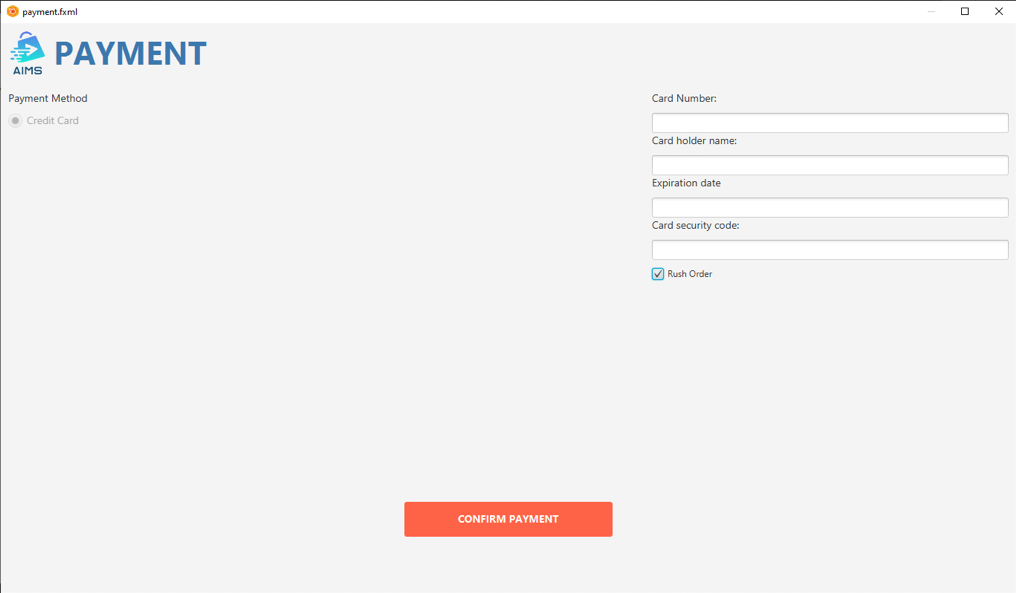 payment.fxml
AIMS
PAYMENT
Payment Method
Credit Card
Card Number:
Card holder name:
Expiration date
Card security code:
Rush Order
CONFIRM PAYMENT